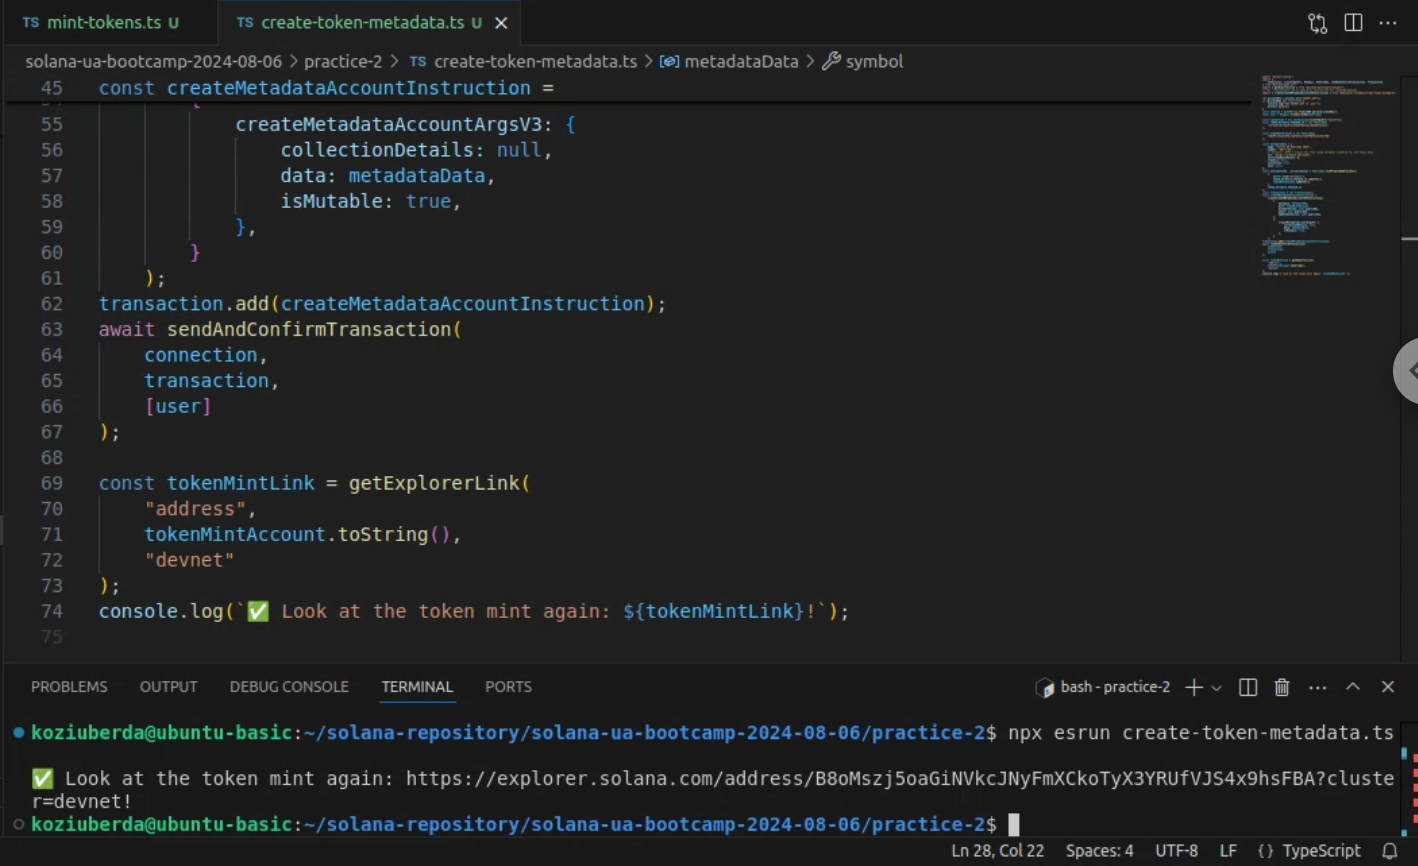 TS mint-tokens.ts U
TS create-token-metadata.ts U
solana-ua-bootcamp-2024-08-06 > practice-2 > TS create-token-metadata.ts > metadataData > symbol
45 const createMetadataAccountInstruction =
55 createMetadataAccountArgsV3: {
56 collectionDetails: null,
57 data: metadataData,
58 isMutable: true,
59 },
60 }
61 );
62 transaction.add(createMetadataAccountInstruction);
63 await sendAndConfirmTransaction(
64 connection,
65 transaction,
66 [user]
67 );
68
69 const tokenMintLink = getExplorerLink(
70 "address",
71 tokenMintAccount.toString(),
72 "devnet"
73 );
74 console.log(`✅ Look at the token mint again: ${tokenMintLink}!`);
75
PROBLEMS OUTPUT DEBUG CONSOLE TERMINAL PORTS
bash - practice-2
koziuberda@ubuntu-basic:~/solana-repository/solana-ua-bootcamp-2024-08-06/practice-2$ npx esrun create-token-metadata.ts
✅ Look at the token mint again: https://explorer.solana.com/address/B8oMszj5oaGiNVkcJNyFmXCkoTyX3YRUfVJS4x9hsFBA?cluste
r=devnet!
koziuberda@ubuntu-basic:~/solana-repository/solana-ua-bootcamp-2024-08-06/practice-2$
Ln 28, Col 22 Spaces: 4 UTF-8 LF {} TypeScript